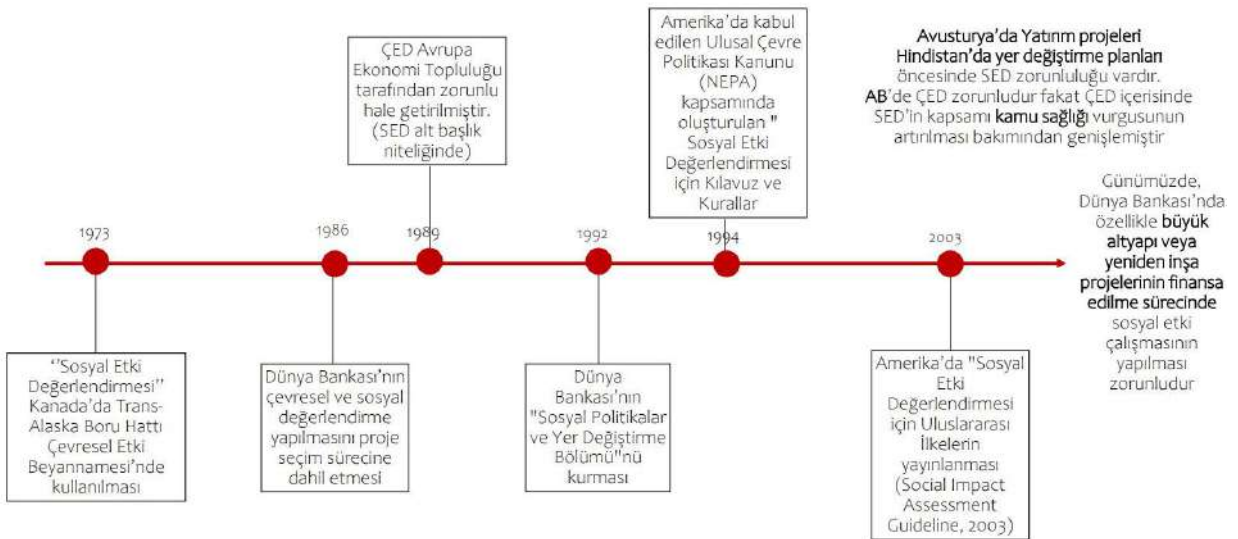 1973
‘‘Sosyal Etki
Değerlendirmesi’’
Kanada’da Trans-
Alaska Boru Hattı
Çevresel Etki
Beyannamesi’nde
kullanılması
1986
Dünya Bankası’nın
çevresel ve sosyal
değerlendirme
yapılmasını proje
seçim sürecine
dahil etmesi
ÇED Avrupa
Ekonomi Topluluğu
tarafından zorunlu
hale getirilmiştir.
(SED alt başlık
niteliğinde)
1989
1992
Dünya
Bankası’nın
"Sosyal Politikalar
ve Yer Değiştirme
Bölümü"nü
kurması
Amerika’da kabul
edilen Ulusal Çevre
Politikası Kanunu
(NEPA)
kapsamında
oluşturulan "
Sosyal Etki
Değerlendirmesi
için Kılavuz ve
Kurallar
1994
2003
Amerika’da "Sosyal
Etki
Değerlendirmesi
için Uluslararası
İlkelerin
yayınlanması
(Social Impact
Assessment
Guideline, 2003)
Avusturya’da Yatırım projeleri
Hindistan’da yer değiştirme planları
öncesinde SED zorunluluğu vardır.
AB’de ÇED zorunludur fakat ÇED içerisinde
SED’in kapsamı kamu sağlığı vurgusunun
artırılması bakımından genişlemiştir
Günümüzde,
Dünya Bankası’nda
özellikle büyük
altyapı veya
yeniden inşa
projelerinin finansa
edilme sürecinde
sosyal etki
çalışmasının
yapılması
zorunludur